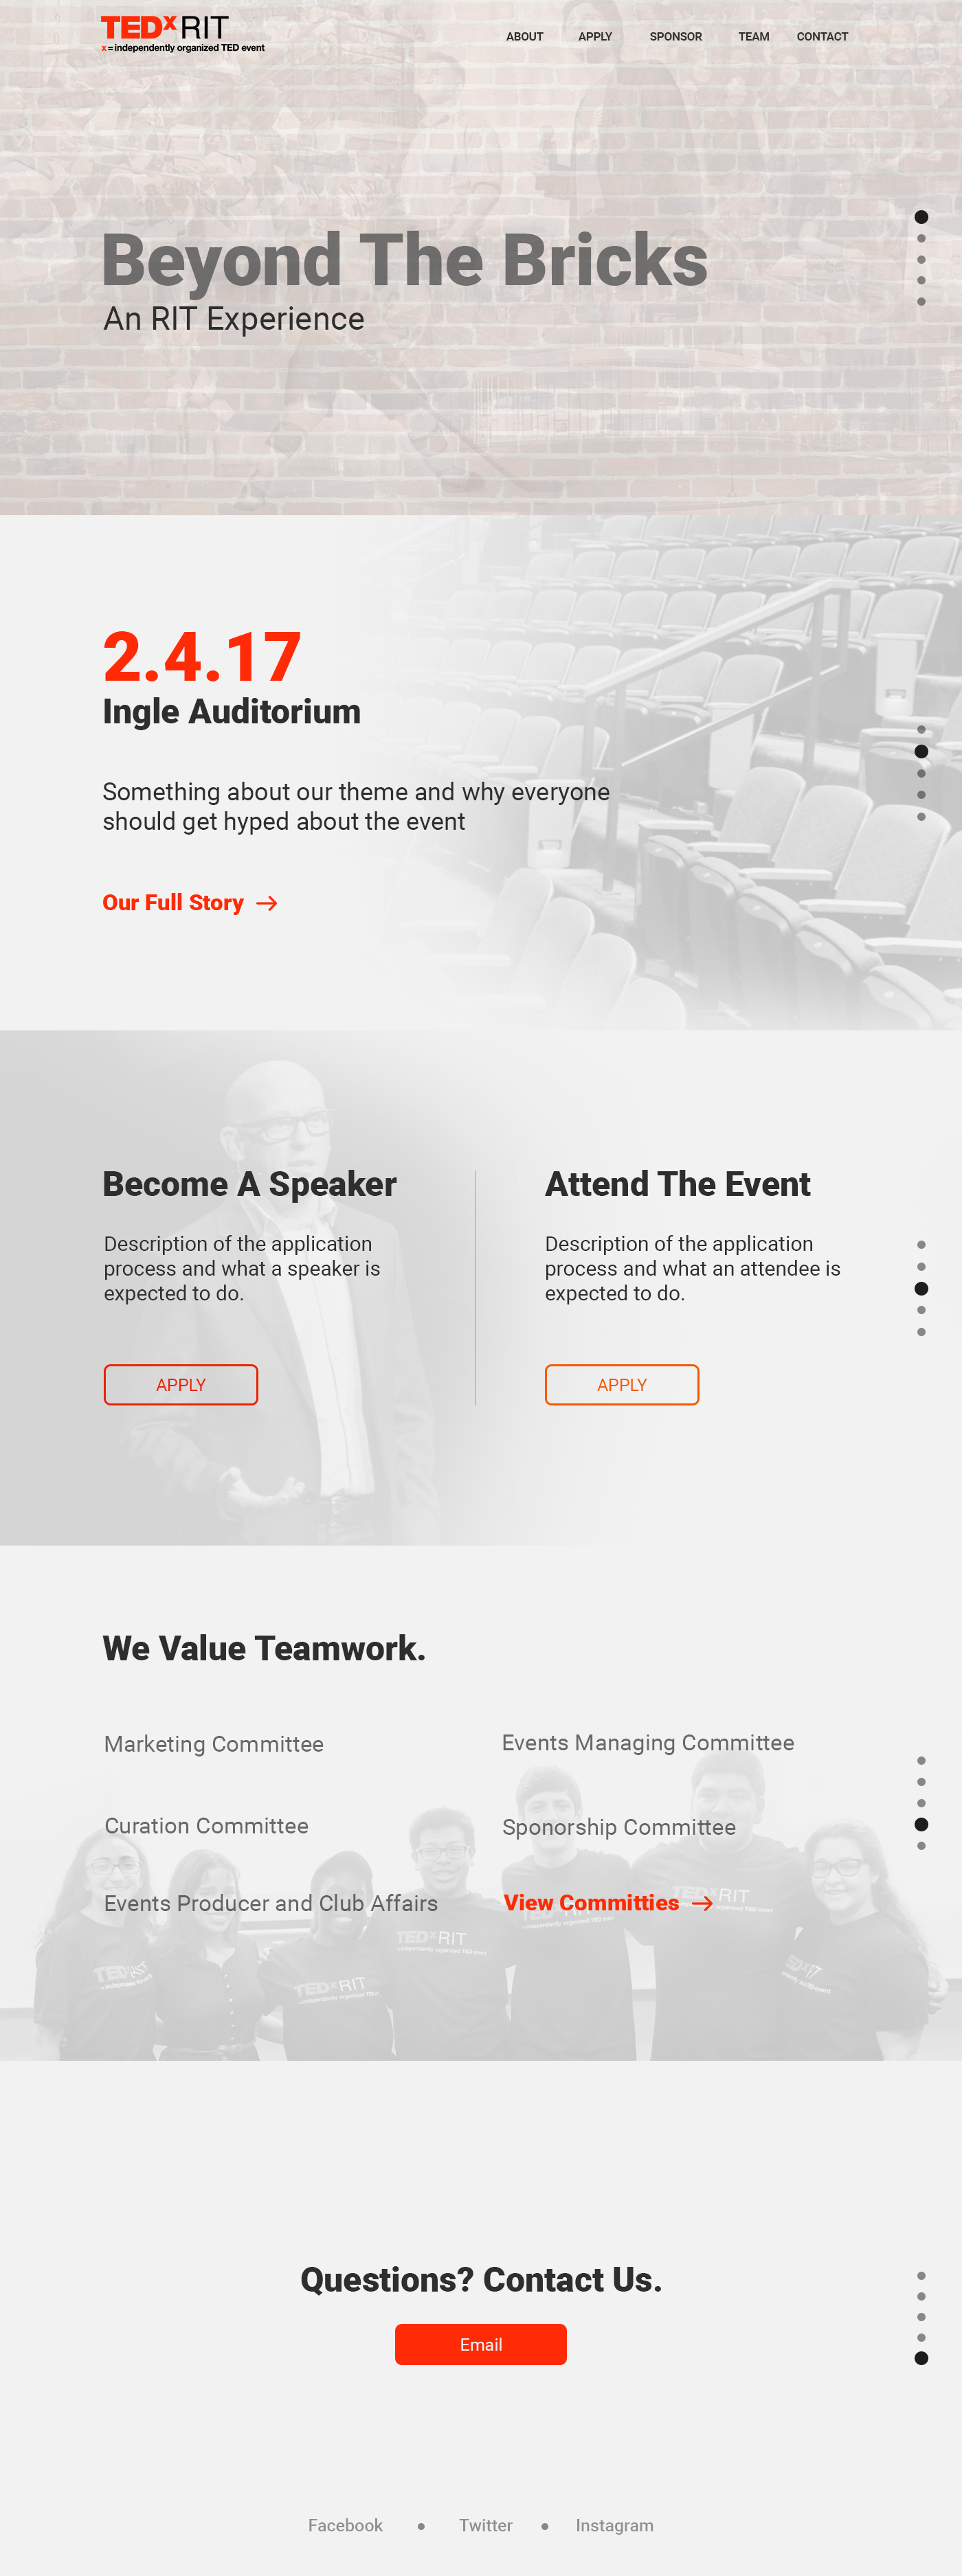 TEDxRIT
x = independently organized TED event
ABOUT APPLY SPONSOR TEAM CONTACT
Beyond The Bricks
An RIT Experience
2.4.17
Ingle Auditorium
Something about our theme and why everyone
should get hyped about the event
Our Full Story
Become A Speaker
Description of the application
process and what a speaker is
expected to do.
APPLY
Attend The Event
Description of the application
process and what an attendee is
expected to do.
APPLY
We Value Teamwork.
Marketing Committee
Events Managing Committee
Curation Committee
Sponorship Committee
Events Producer and Club Affairs
View Committies
TEDxRIT
TEDxRIT
TEDxRIT
Questions? Contact Us.
Email
Facebook • Twitter • Instagram